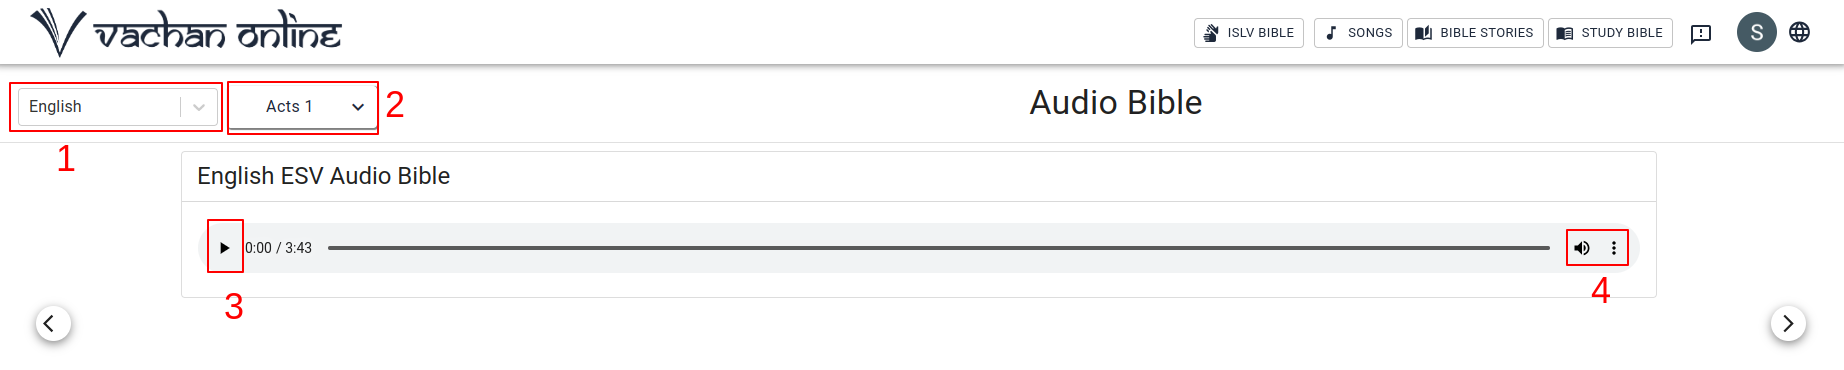 vachan online
ISLV BIBLE
SONGS
BIBLE STORIES
STUDY BIBLE
S
English
Acts 1
2
Audio Bible
1
English ESV Audio Bible
0:00 / 3:43
3
4